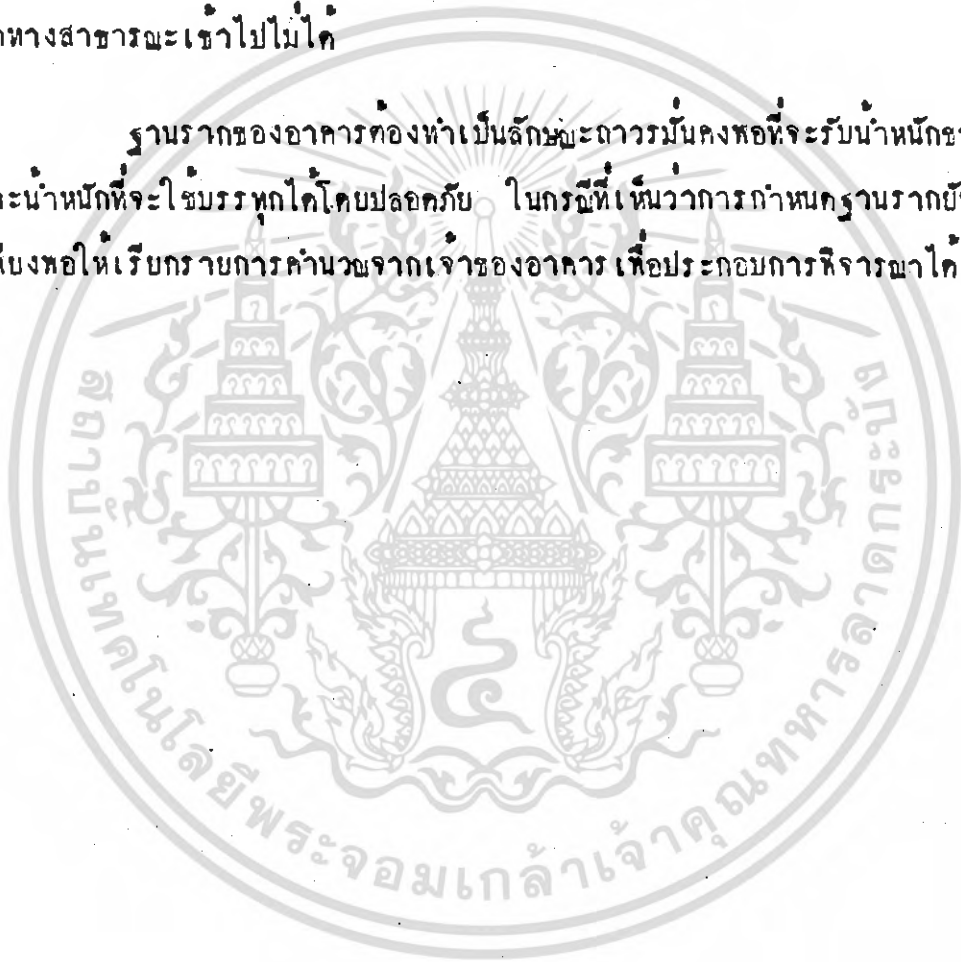 ทางสาธารณะเข้าไปไม่ได้
ฐานรากของอาคารต้องทำเป็นลักษณะถาวรมั่นคงพอที่จะรับน้ำหนักข
ะน้ำหนักที่จะใช้บรรทุกได้โดยปลอดภัย ในกรณีที่เห็นว่าการกำหนดฐานรากยั
พียงพอให้เรียกรายการคำนวณจากเจ้าของอาคารเพื่อประกอบการพิจารณาได้
สถาบันเทคโนโลยีพระจอมเกล้าเจ้าคุณทหารลาดกระบัง